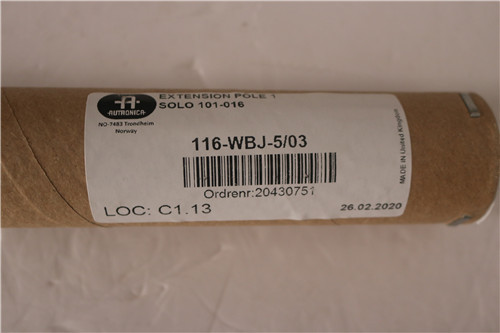 AUTRONICA
NO-7483 Trondheim
Norway
EXTENSION POLE 1
SOLO 101-016
116-WBJ-5/03
Ordrenr:20430751
LOC: C1.13
26.02.2020
MADE IN United Kingdom